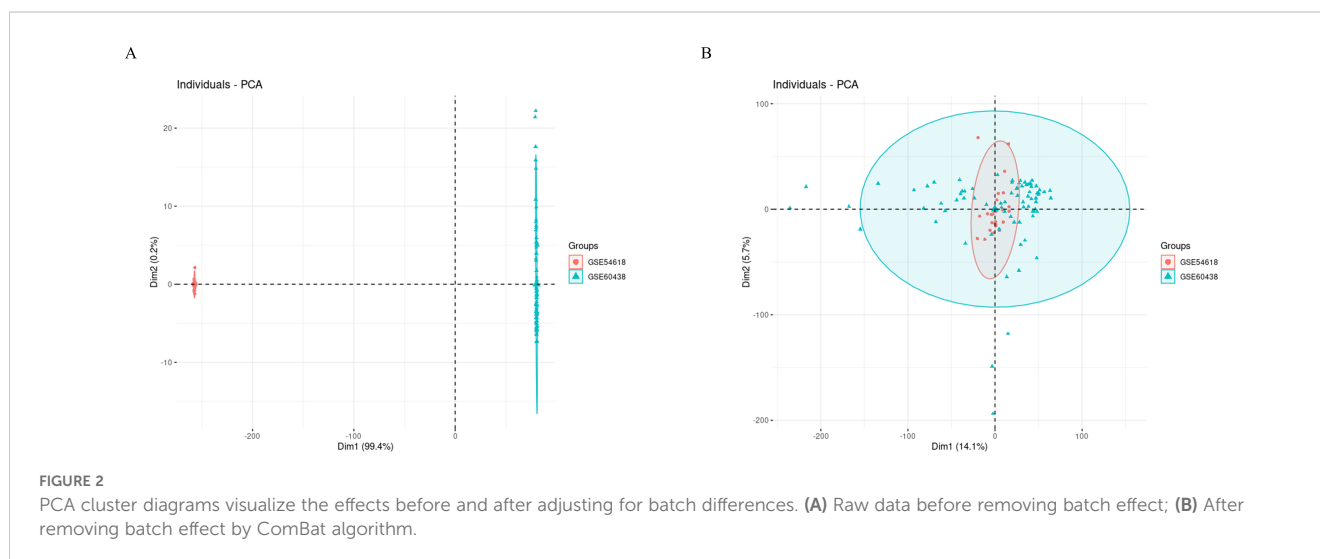 A
Individuals - PCA
20
10
0
-10
-200
-100
0
Dim1 (99.4%)
Dim2 (0.2%)
Groups
GSE54618
GSE60438
B
Individuals - PCA
100
50
0
-50
-100
-200
-200
-100
0
100
Dim1 (14.1%)
Dim2 (5.7%)
Groups
GSE54618
GSE60438
FIGURE 2
PCA cluster diagrams visualize the effects before and after adjusting for batch differences. (A) Raw data before removing batch effect; (B) After
removing batch effect by ComBat algorithm.